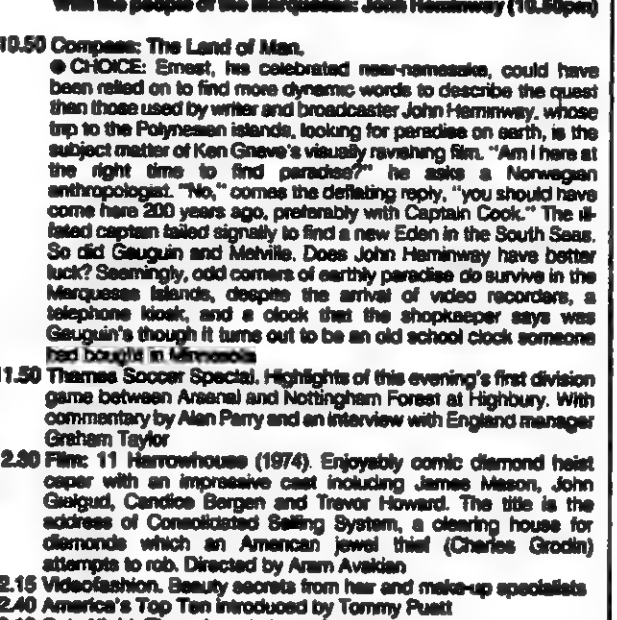 With the people of the Marquesas: John Heminway (10.50pm)
10.50 Compass: The Land of Man.
● CHOICE: Ernest, his celebrated near-namesake, could have
been relied on to find more dynamic words to describe the quest
than those used by writer and broadcaster John Heminway, whose
trip to the Polynesian islands, looking for paradise on earth, is the
subject matter of Ken Grieve's visually ravishing film. "Am I here at
the right time to find paradise?" he asks a Norwegian
anthropologist. "No," comes the deflating reply, "you should have
come here 200 years ago, preferably with Captain Cook." The ill-
fated captain failed signally to find a new Eden in the South Seas.
So did Gauguin and Melville. Does John Heminway have better
luck? Seemingly, odd corners of earthly paradise do survive in the
Marquesas Islands, despite the arrival of video recorders, a
telephone kiosk, and a clock that the shopkeeper says was
Gauguin's though it turns out to be an old school clock someone
had bought in Minnesota
11.50 Thames Soccer Special. Highlights of this evening's first division
game between Arsenal and Nottingham Forest at Highbury. With
commentary by Alan Parry and an interview with England manager
Graham Taylor
2.30 Film: 11 Harrowhouse (1974). Enjoyably comic diamond heist
caper with an impressive cast including James Mason, John
Gielgud, Candice Bergen and Trevor Howard. The title is the
address of Consolidated Selling System, a clearing house for
diamonds which an American jewel thief (Charles Grodin)
attempts to rob. Directed by Aram Avakian
2.15 Videofashion. Beauty secrets from hair and make-up specialists
2.40 America's Top Ten introduced by Tommy Puett